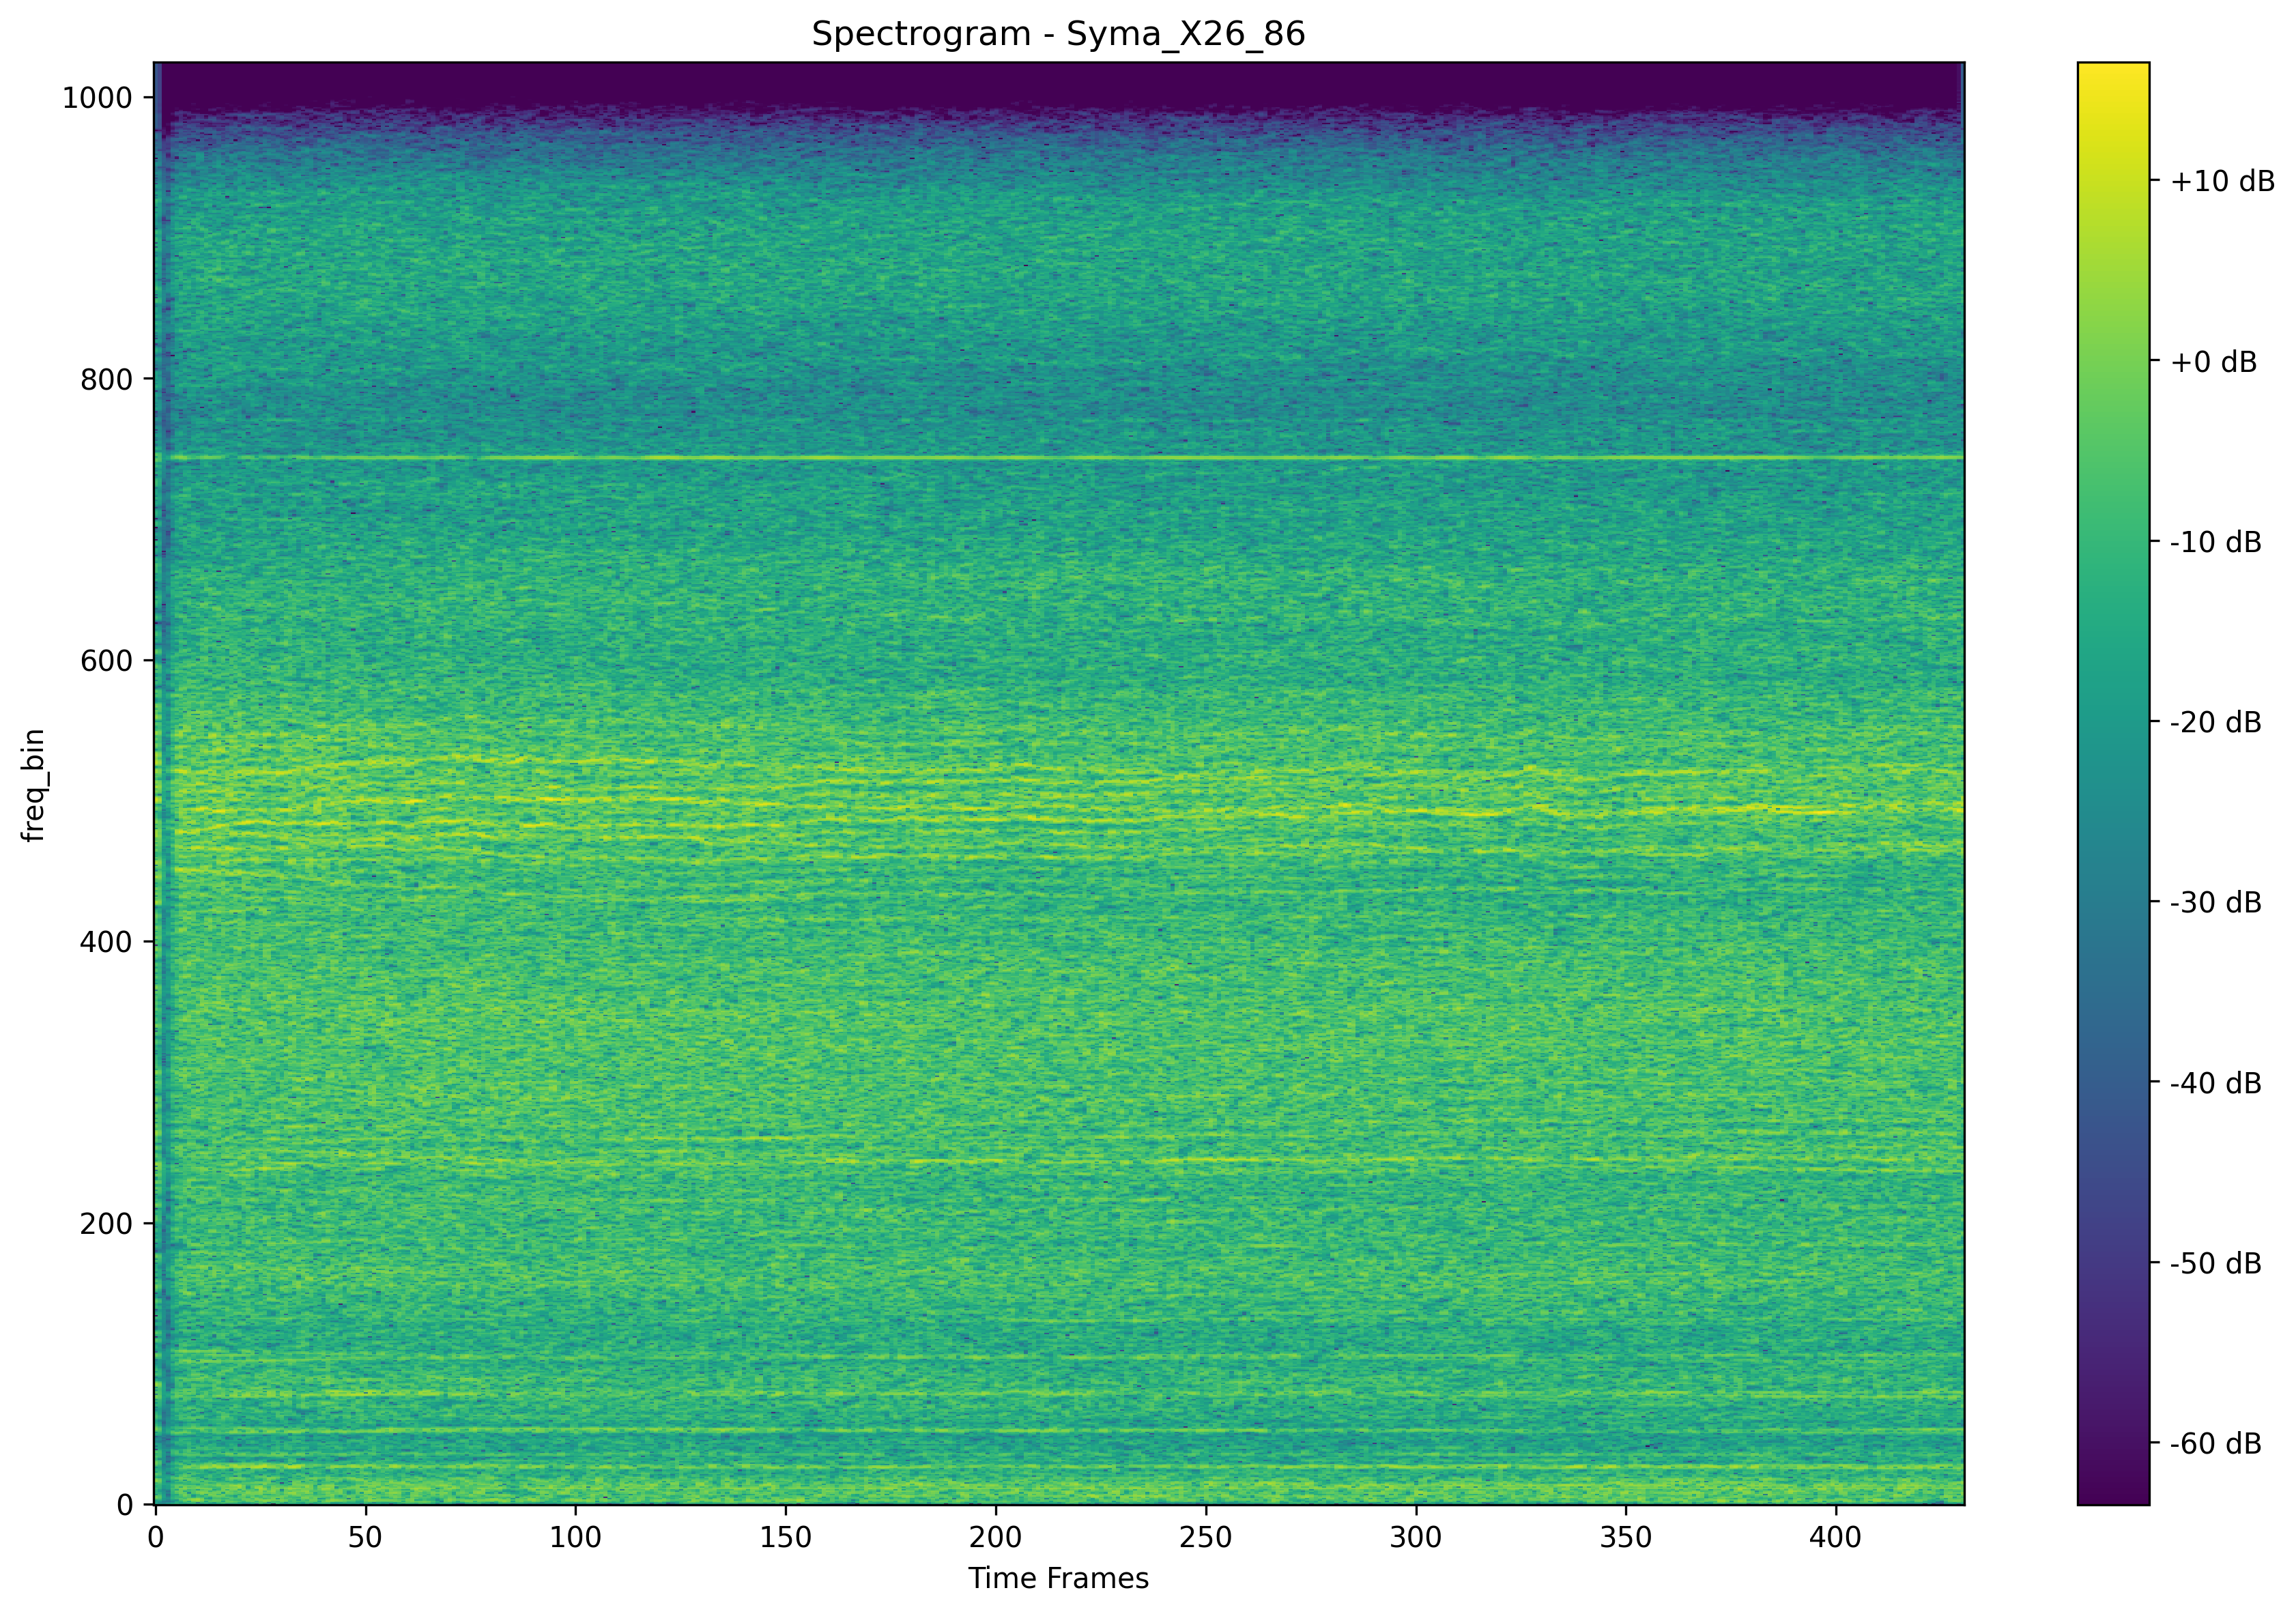 Spectrogram - Syma_X26_86
1000
800
600
400
200
0
freq_bin
0 50 100 150 200 250 300 350 400
Time Frames
+10 dB
+0 dB
-10 dB
-20 dB
-30 dB
-40 dB
-50 dB
-60 dB